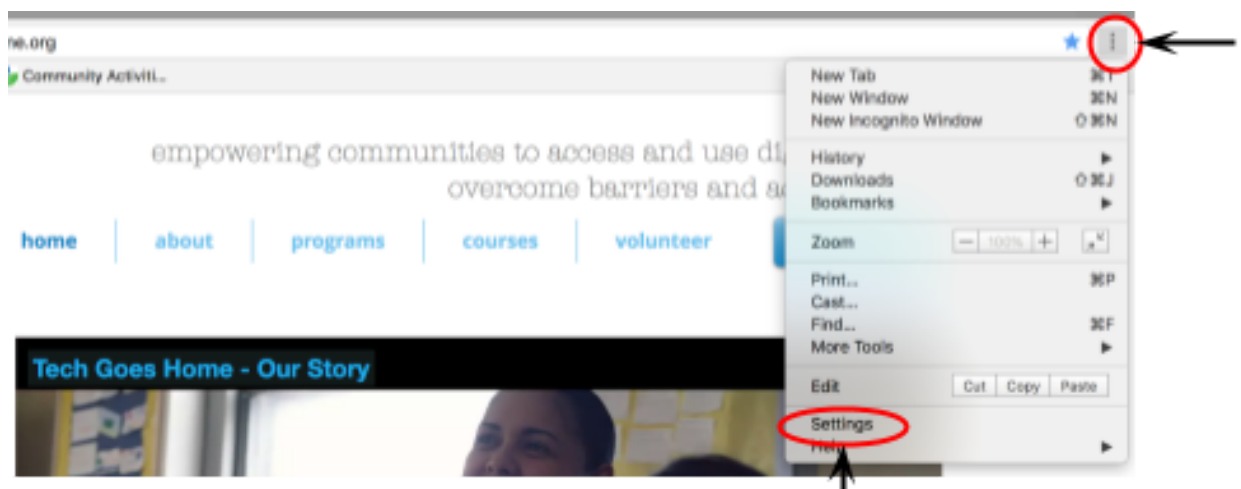 ne.org
Community Activiti...
New Tab ⌘T
New Window ⌘N
New Incognito Window ⇧⌘N
History
Downloads ⇧⌘J
Bookmarks
Zoom − 100% +
Print... ⌘P
Cast...
Find... ⌘F
More Tools
Edit Cut Copy Paste
Settings
Help
empowering communities to access and use di
overcome barriers and a
home about programs courses volunteer
Tech Goes Home - Our Story